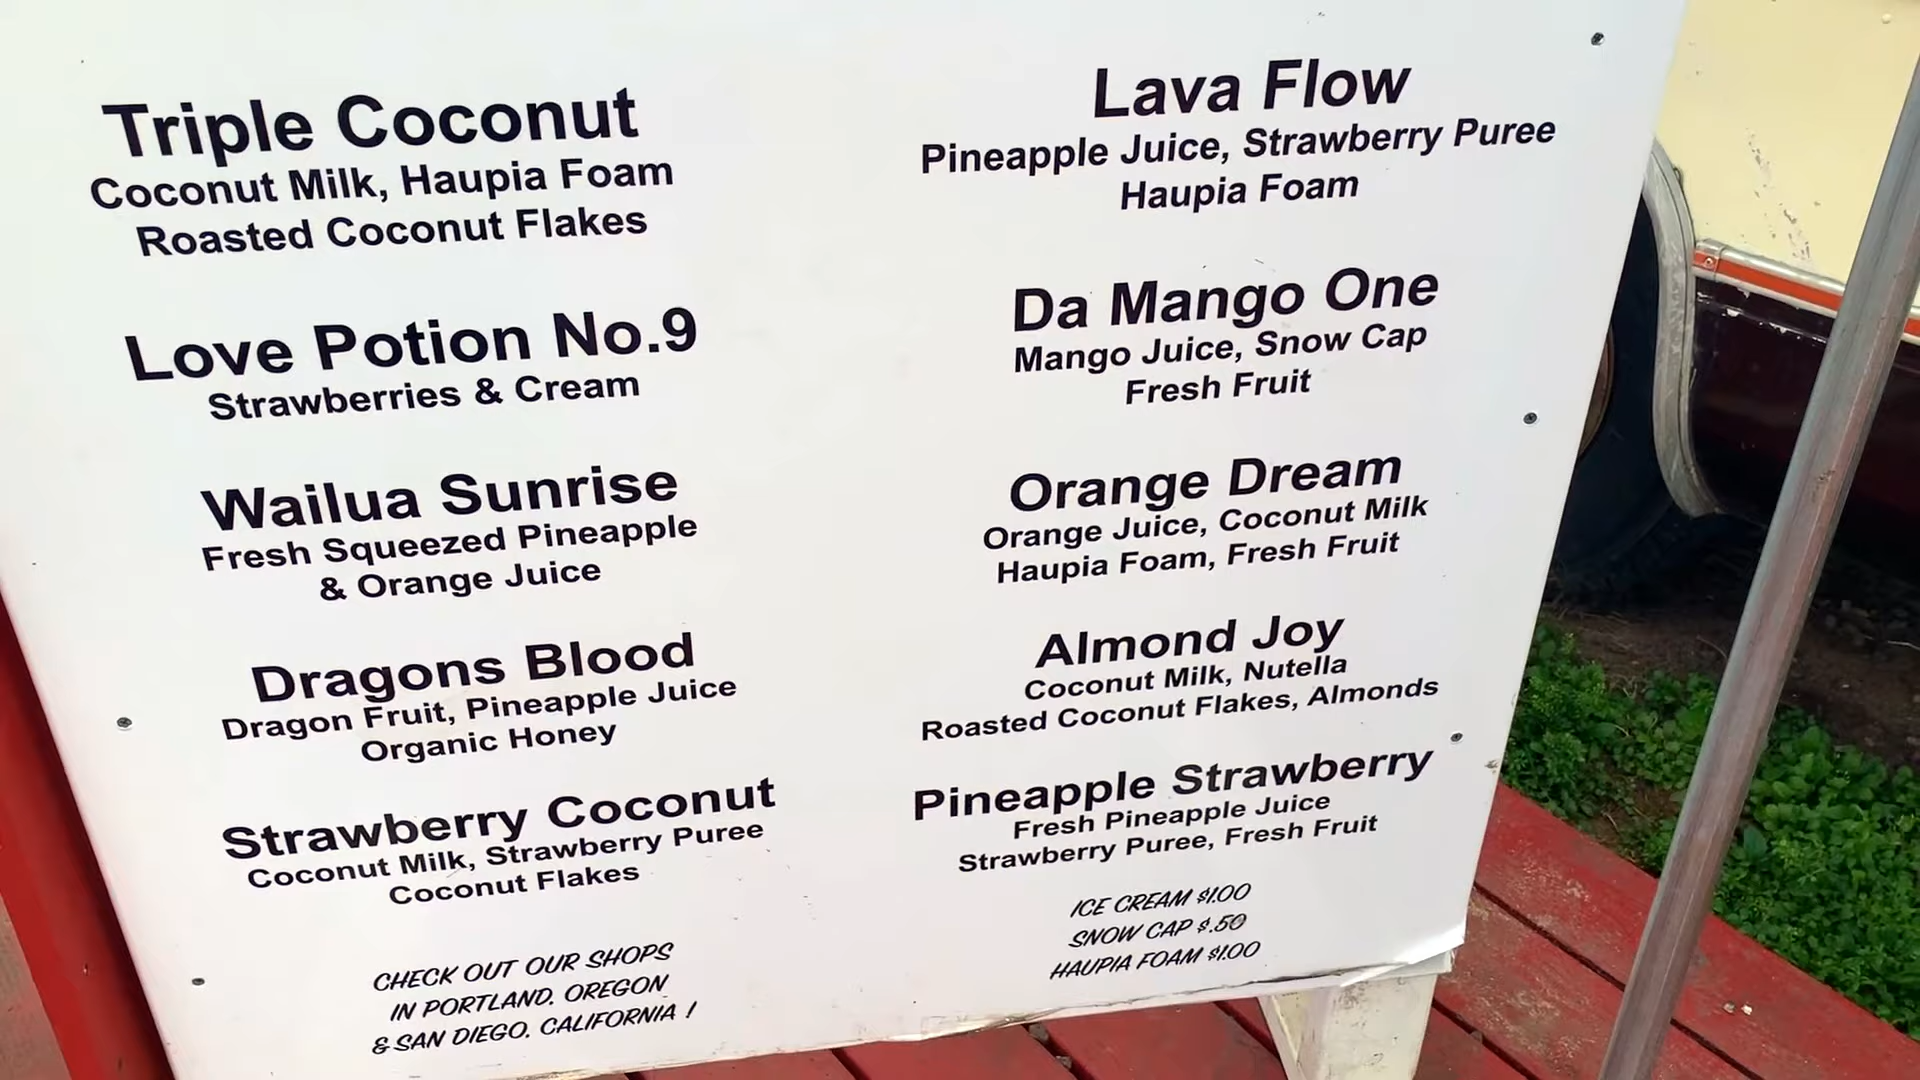 Triple Coconut
Coconut Milk, Haupia Foam
Roasted Coconut Flakes
Love Potion No.9
Strawberries & Cream
Wailua Sunrise
Fresh Squeezed Pineapple
& Orange Juice
Dragons Blood
Dragon Fruit, Pineapple Juice
Organic Honey
Strawberry Coconut
Coconut Milk, Strawberry Puree
Coconut Flakes
CHECK OUT OUR SHOPS
IN PORTLAND, OREGON
& SAN DIEGO, CALIFORNIA !
Lava Flow
Pineapple Juice, Strawberry Puree
Haupia Foam
Da Mango One
Mango Juice, Snow Cap
Fresh Fruit
Orange Dream
Orange Juice, Coconut Milk
Haupia Foam, Fresh Fruit
Almond Joy
Coconut Milk, Nutella
Roasted Coconut Flakes, Almonds
Pineapple Strawberry
Fresh Pineapple Juice
Strawberry Puree, Fresh Fruit
ICE CREAM $1.00
SNOW CAP $.50
HAUPIA FOAM $1.00